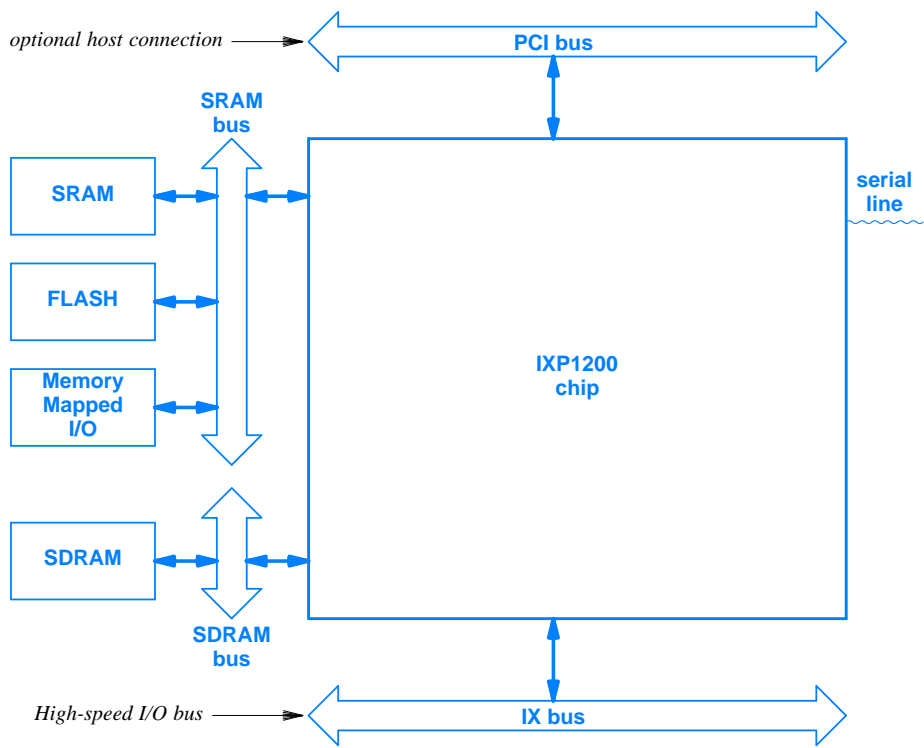 optional host connection
PCI bus
SRAM
bus
SRAM
serial
line
FLASH
IXP1200
chip
Memory
Mapped
I/O
SDRAM
SDRAM
bus
High-speed I/O bus
IX bus